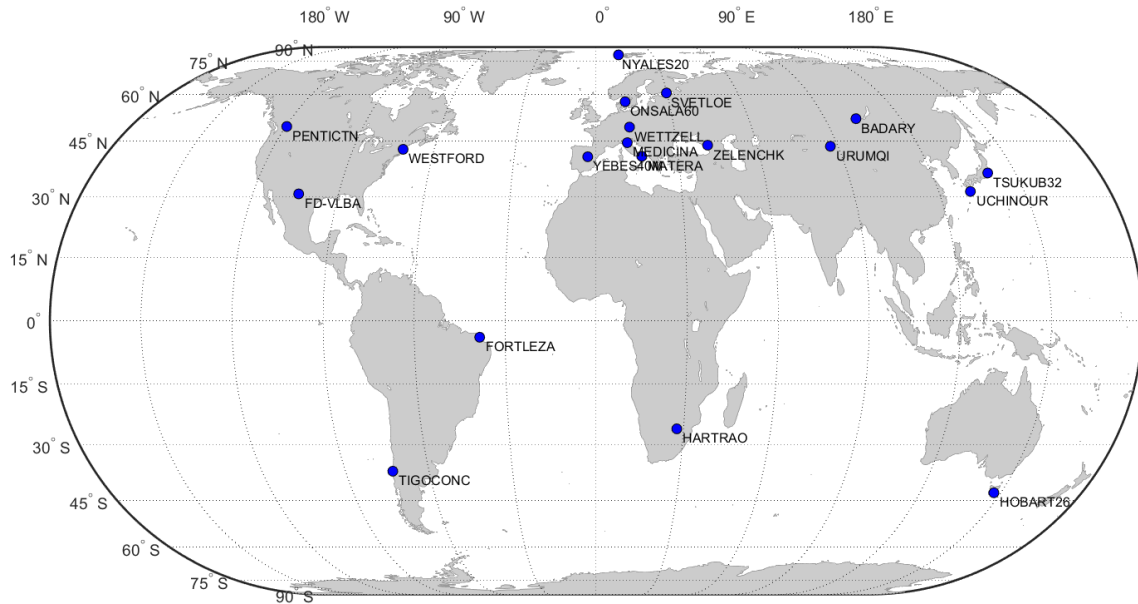 180° W 90° W 0° 90° E 180° E
90° N
75° N
NYALES20
60° N
SVETLOE
ONSALA60
BADARY
PENTICTN
WETTZELL
45° N
MEDICINA
ZELENCHK
URUMQI
WESTFORD
YEBES40M
MATERA
TSUKUB32
30° N
FD-VLBA
UCHINOUR
15° N
0°
FORTLEZA
15° S
HARTRAO
30° S
TIGOCONC
45° S
HOBART26
60° S
75° S
90° S